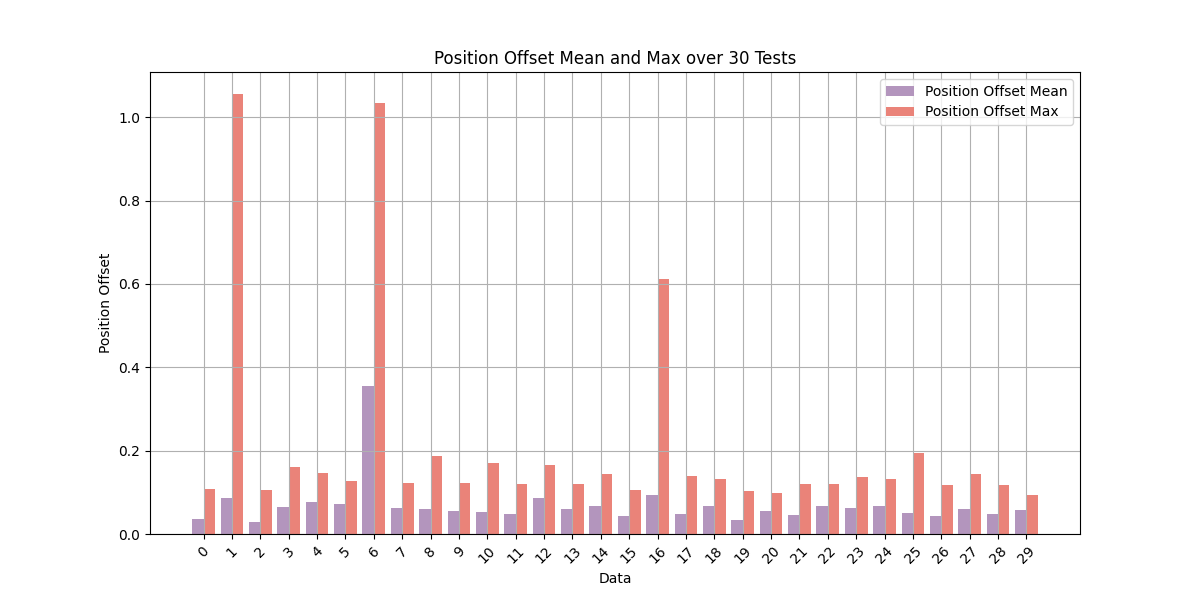 Position Offset Mean and Max over 30 Tests
Position Offset Mean
Position Offset Max
1.0
0.8
0.6
0.4
0.2
0.0
Position Offset
0 1 2 3 4 5 6 7 8 9 10 11 12 13 14 15 16 17 18 19 20 21 22 23 24 25 26 27 28 29
Data